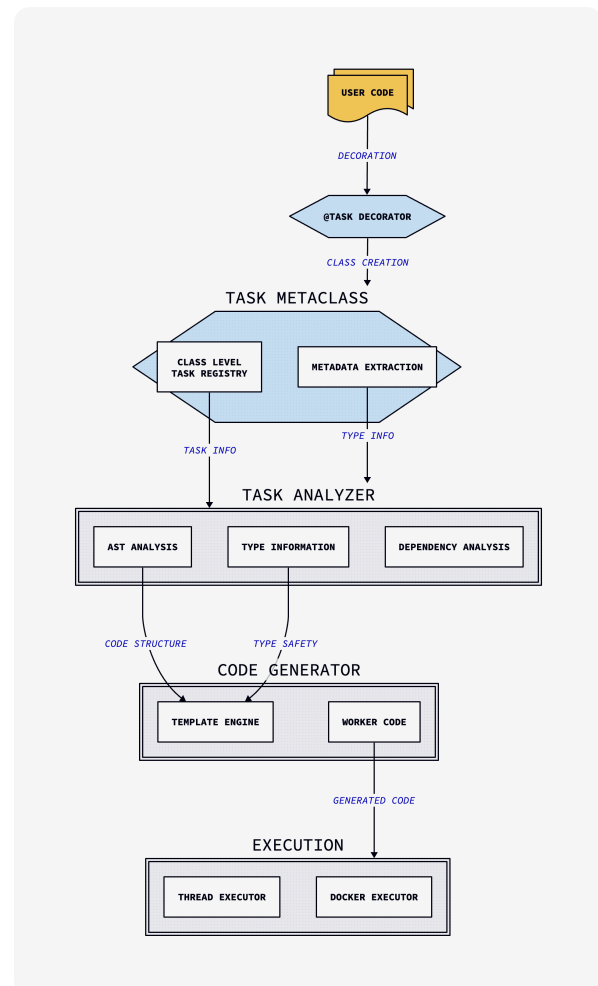 USER CODE
DECORATION
@TASK DECORATOR
CLASS CREATION
TASK METACLASS
CLASS LEVEL
TASK REGISTRY
METADATA EXTRACTION
TASK INFO
TYPE INFO
TASK ANALYZER
AST ANALYSIS
TYPE INFORMATION
DEPENDENCY ANALYSIS
CODE STRUCTURE
TYPE SAFETY
CODE GENERATOR
TEMPLATE ENGINE
WORKER CODE
GENERATED CODE
EXECUTION
THREAD EXECUTOR
DOCKER EXECUTOR